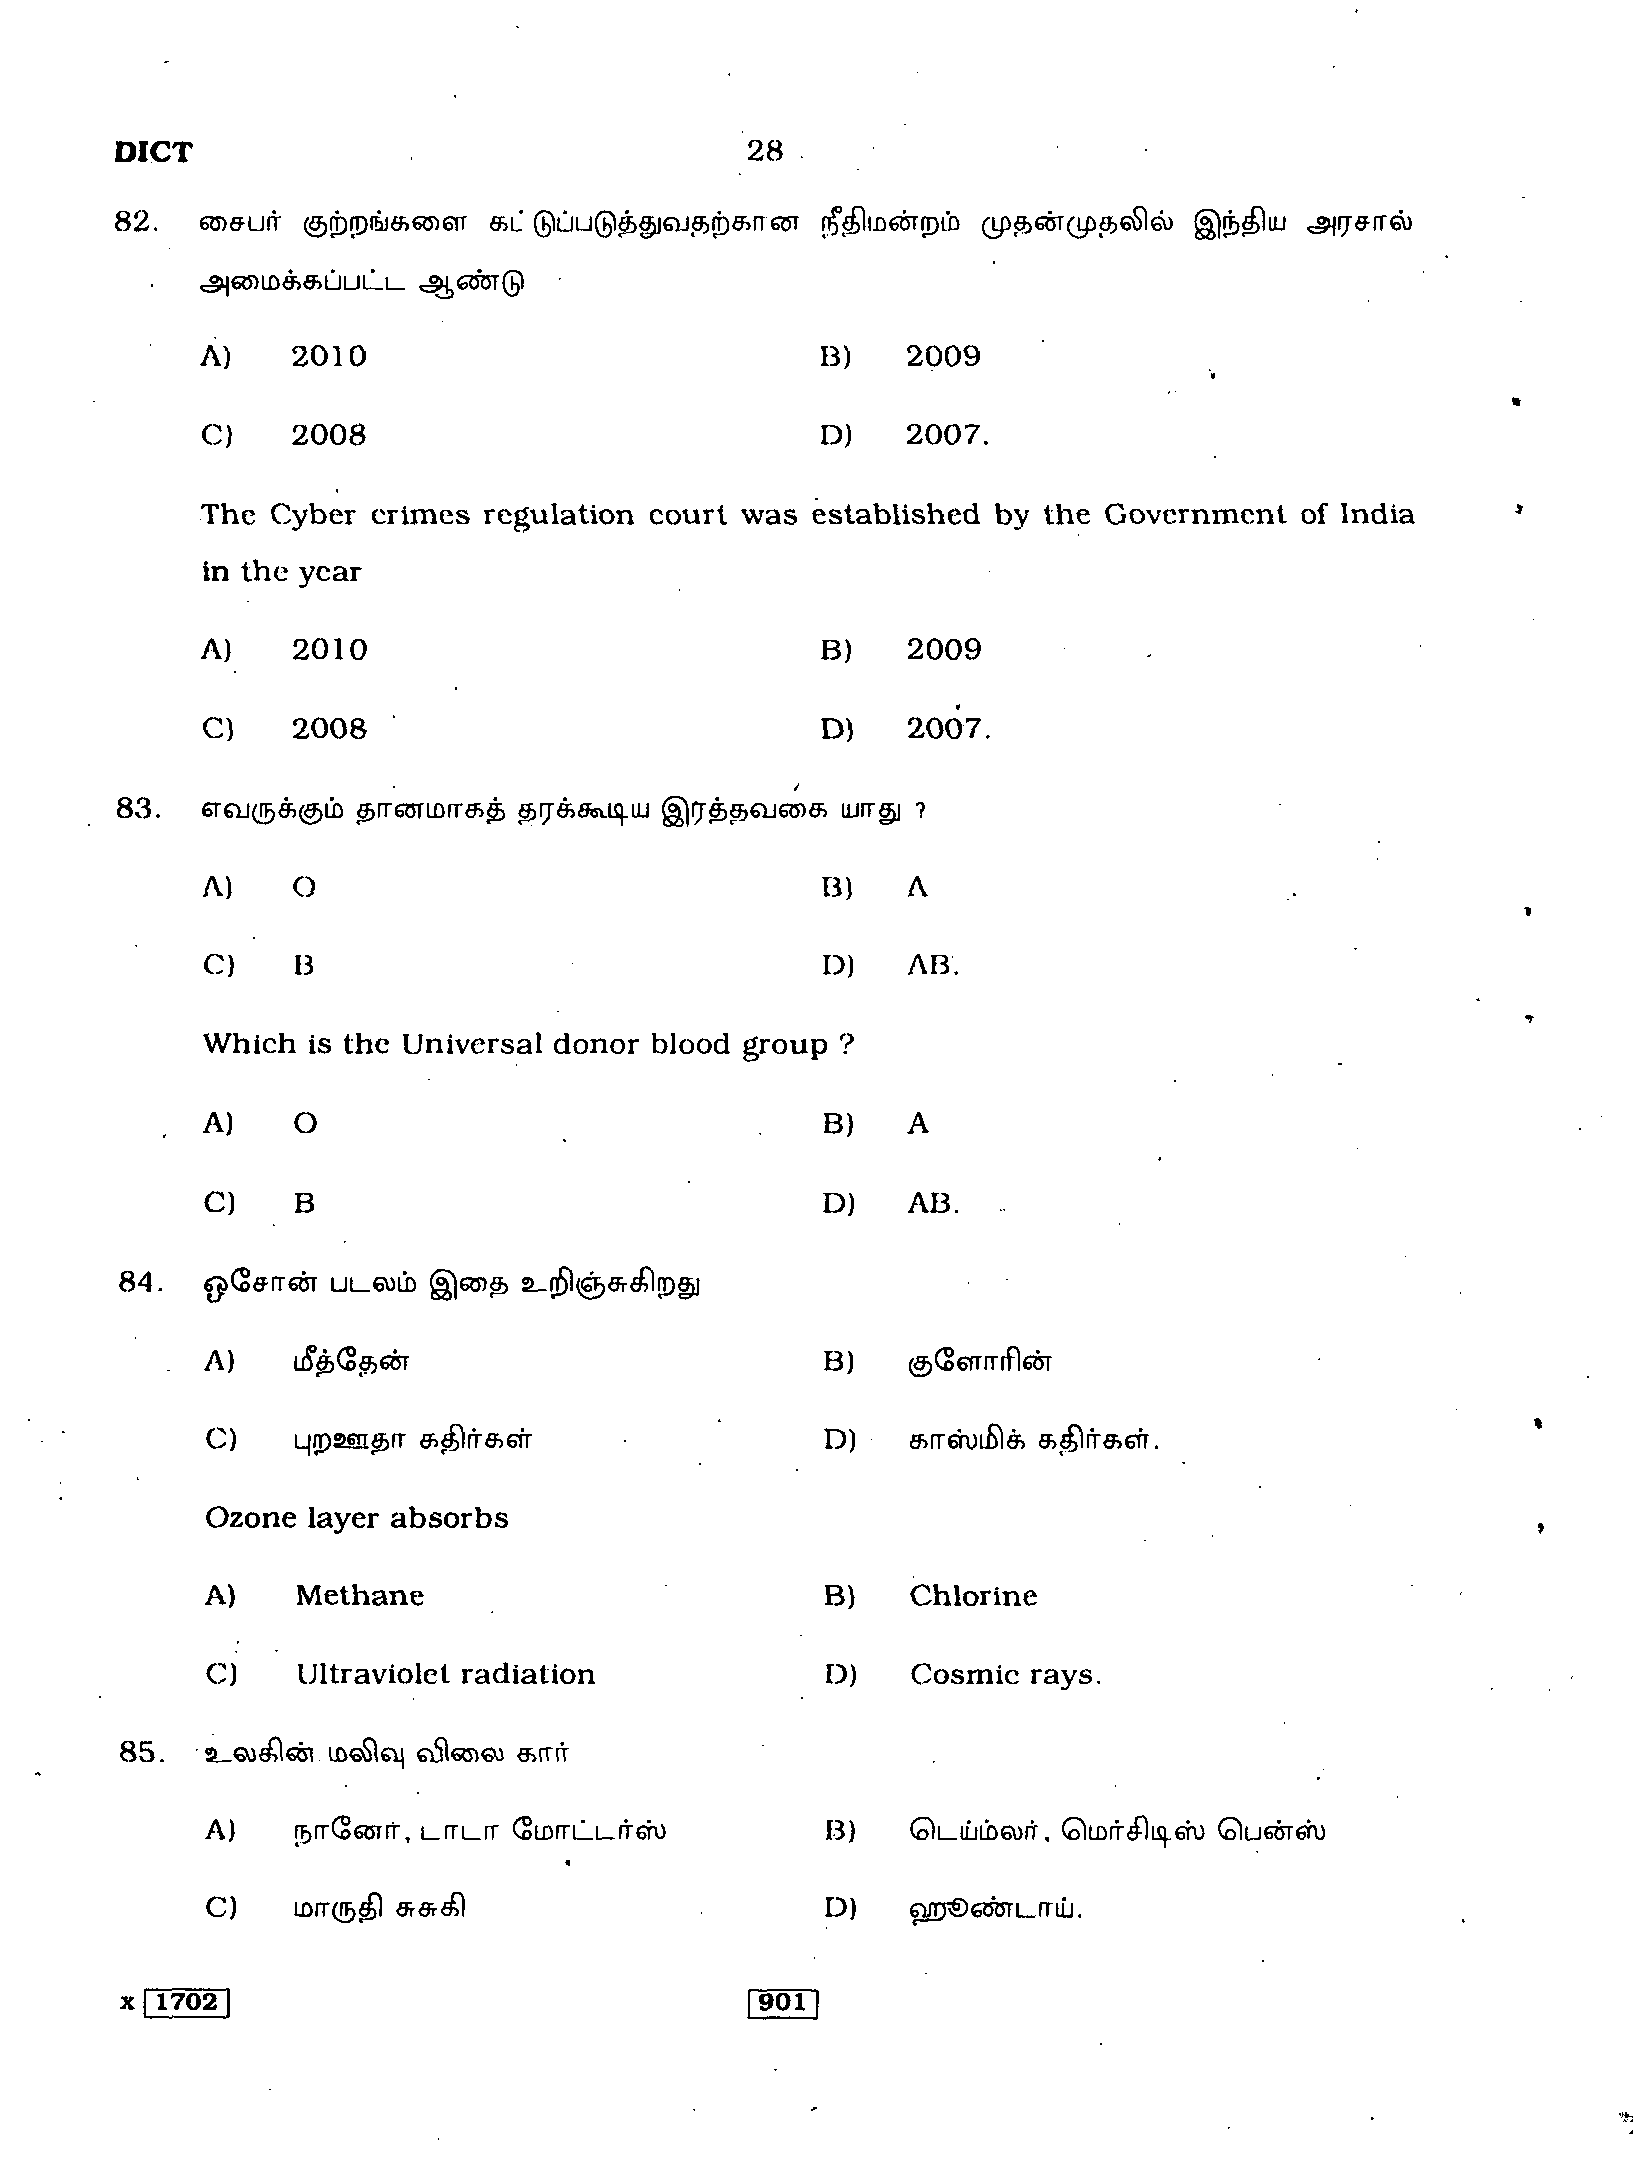 DICT 28
82. சைபர் குற்றங்களை கட்டுப்படுத்துவதற்கான நீதிமன்றம் முதன்முதலில் இந்திய அரசால்
அமைக்கப்பட்ட ஆண்டு
A) 2010 B) 2009
C) 2008 D) 2007.
The Cyber crimes regulation court was established by the Government of India
in the year
A) 2010 B) 2009
C) 2008 D) 2007.
83. எவருக்கும் தானமாகத் தரக்கூடிய இரத்தவகை யாது ?
A) O B) A
C) B D) AB.
Which is the Universal donor blood group ?
A) O B) A
C) B D) AB.
84. ஒசோன் படலம் இதை உறிஞ்சுகிறது
A) மீத்தேன் B) குளோரின்
C) புறஊதா கதிர்கள் D) காஸ்மிக் கதிர்கள்.
Ozone layer absorbs
A) Methane B) Chlorine
C) Ultraviolet radiation D) Cosmic rays.
85. உலகின் மலிவு விலை கார்
A) நானோர், டாடா மோட்டர்ஸ் B) டெய்ம்லர், மெர்சிடிஸ் பென்ஸ்
C) மாருதி சுசுகி D) ஹூண்டாய்.
x 1702 901